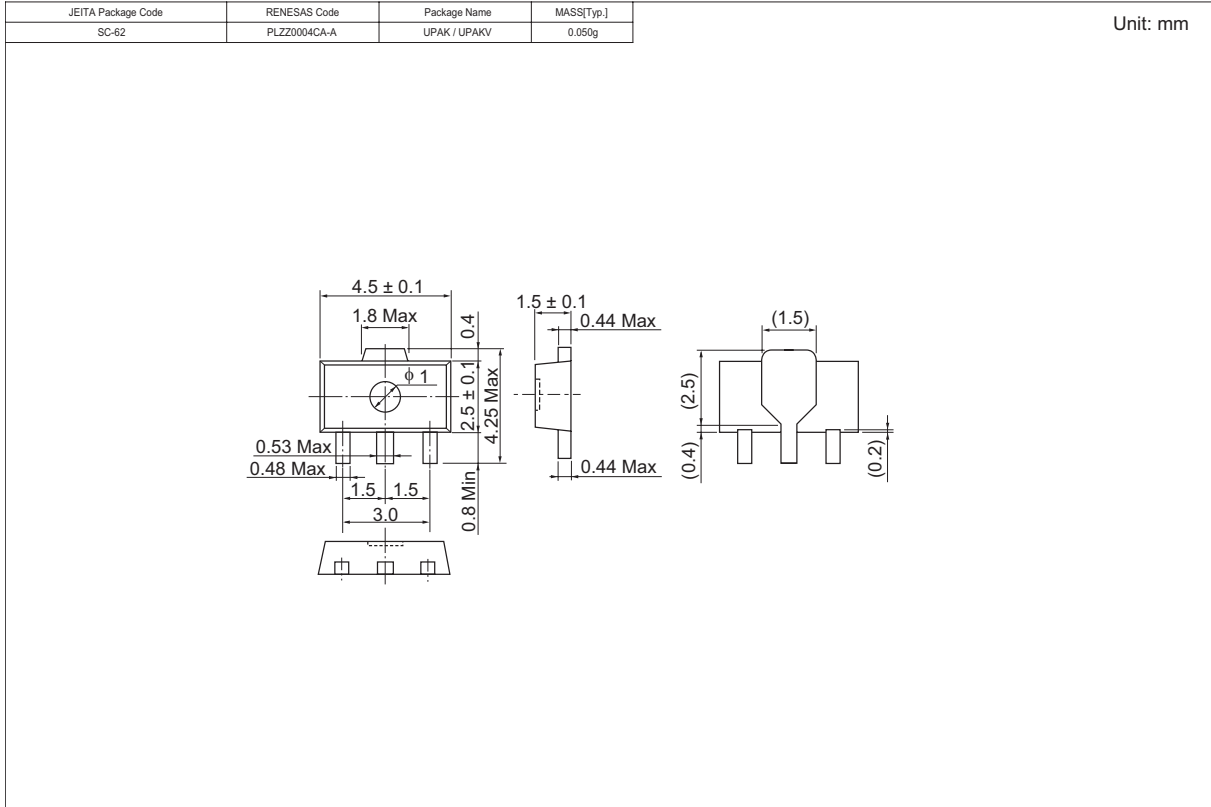 JEITA Package Code RENESAS Code Package Name MASS[Typ.]
SC-62 PLZZ0004CA-A UPAK / UPAKV 0.050g
Unit: mm
4.5 ± 0.1
1.8 Max
0.4
ϕ 1
2.5 ± 0.1
4.25 Max
0.53 Max
0.48 Max
1.5 1.5
3.0
0.8 Min
1.5 ± 0.1
0.44 Max
0.44 Max
(1.5)
(2.5)
(0.4)
(0.2)